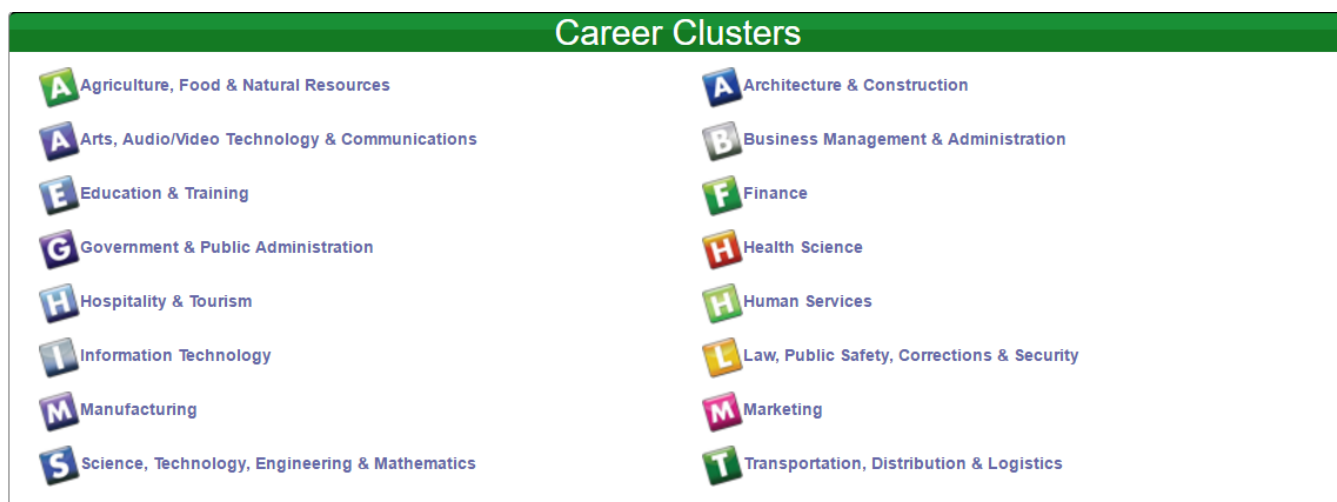 Career Clusters
A Agriculture, Food & Natural Resources
A Architecture & Construction
A Arts, Audio/Video Technology & Communications
B Business Management & Administration
E Education & Training
F Finance
G Government & Public Administration
H Health Science
H Hospitality & Tourism
H Human Services
I Information Technology
L Law, Public Safety, Corrections & Security
M Manufacturing
M Marketing
S Science, Technology, Engineering & Mathematics
T Transportation, Distribution & Logistics